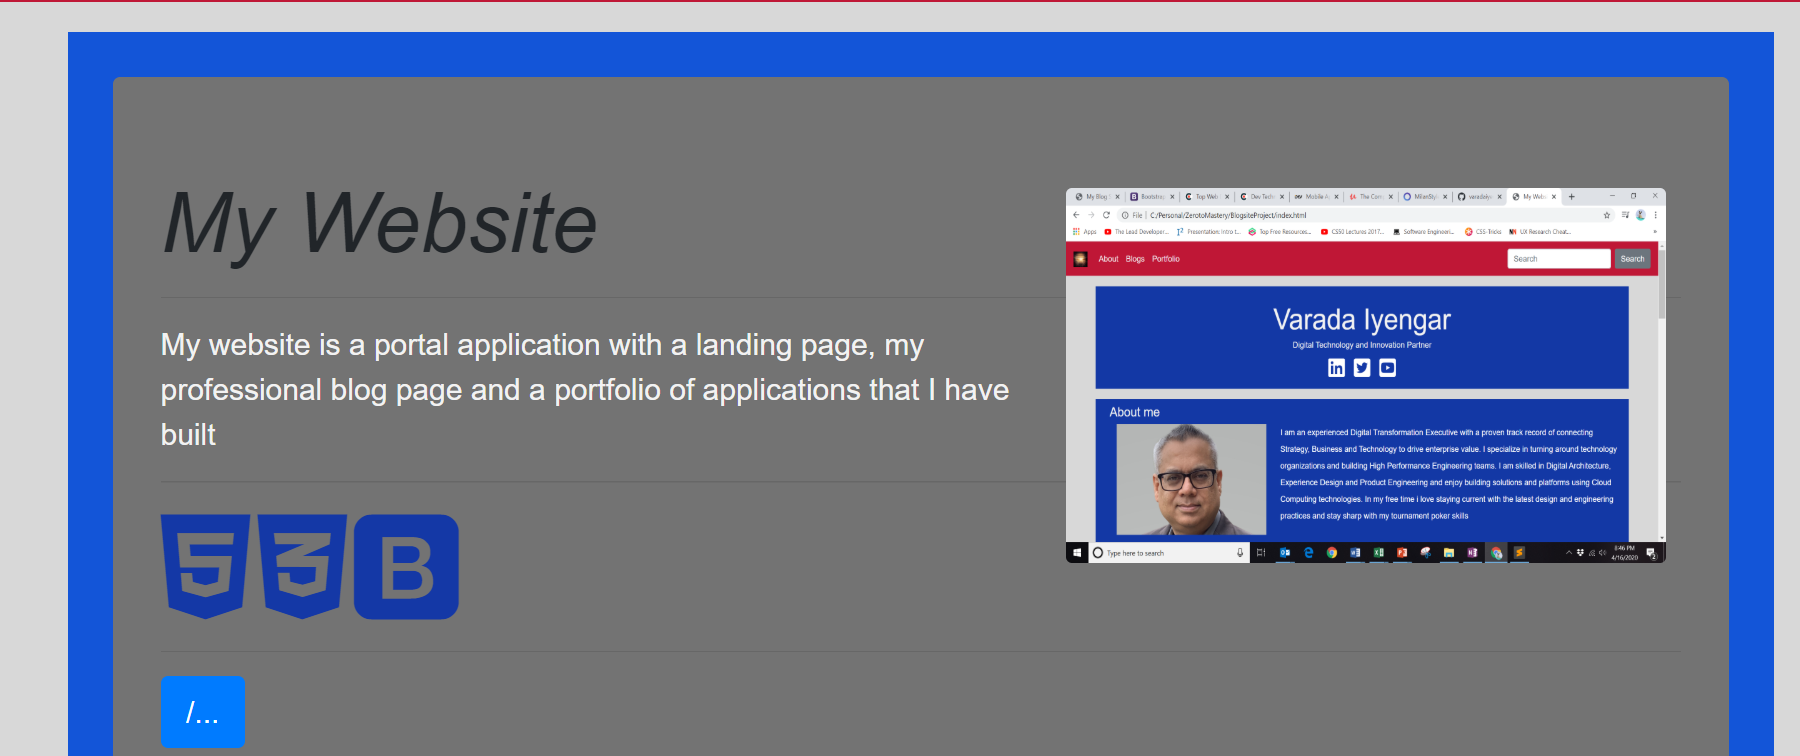 My Website
My website is a portal application with a landing page, my
professional blog page and a portfolio of applications that I have
built
B
/...
My Blog
Bootstrap
Top Web
Dev Tech
Mobile A
The Com
MilanStyl
varadaiye
My Web
File | C:/Personal/ZerotoMastery/BlogsiteProject/index.html
Apps
The Lead Developer...
Presentation: Intro t...
Top Free Resources...
CS50 Lectures 2017...
Software Engineeri...
CSS-Tricks
UX Research Cheat...
About Blogs Portfolio
Search Search
Varada Iyengar
Digital Technology and Innovation Partner
in
About me
I am an experienced Digital Transformation Executive with a proven track record of connecting
Strategy, Business and Technology to drive enterprise value. I specialize in turning around technology
organizations and building High Performance Engineering teams. I am skilled in Digital Architecture,
Experience Design and Product Engineering and enjoy building solutions and platforms using Cloud
Computing technologies. In my free time i love staying current with the latest design and engineering
practices and stay sharp with my tournament poker skills
Type here to search
3:46 PM
4/16/2020